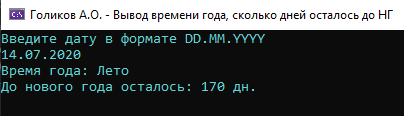 Голиков А.О. - Вывод времени года, сколько дней осталось до НГ
Введите дату в формате DD.MM.YYYY
14.07.2020
Время года: Лето
До нового года осталось: 170 дн.